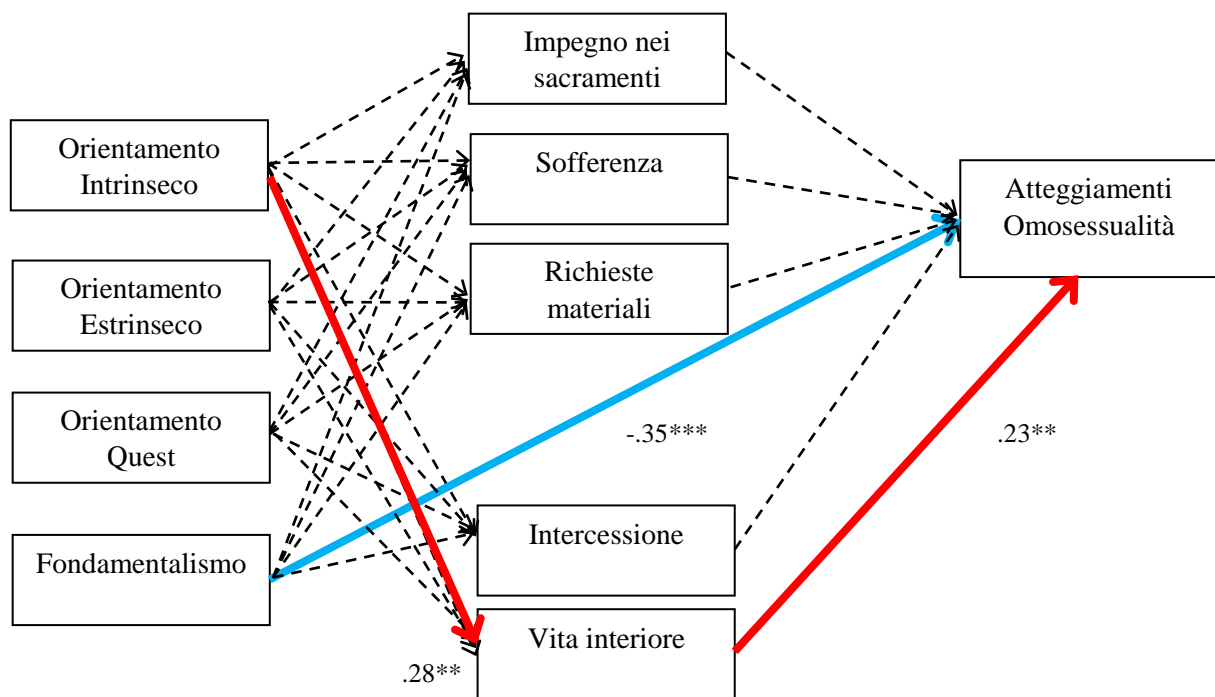 Impegno nei
sacramenti
Orientamento
Intrinseco
Sofferenza
Atteggiamenti
Omosessualità
Orientamento
Estrinseco
Richieste
materiali
Orientamento
Quest
-.35***
.23**
Fondamentalismo
Intercessione
Vita interiore
.28**